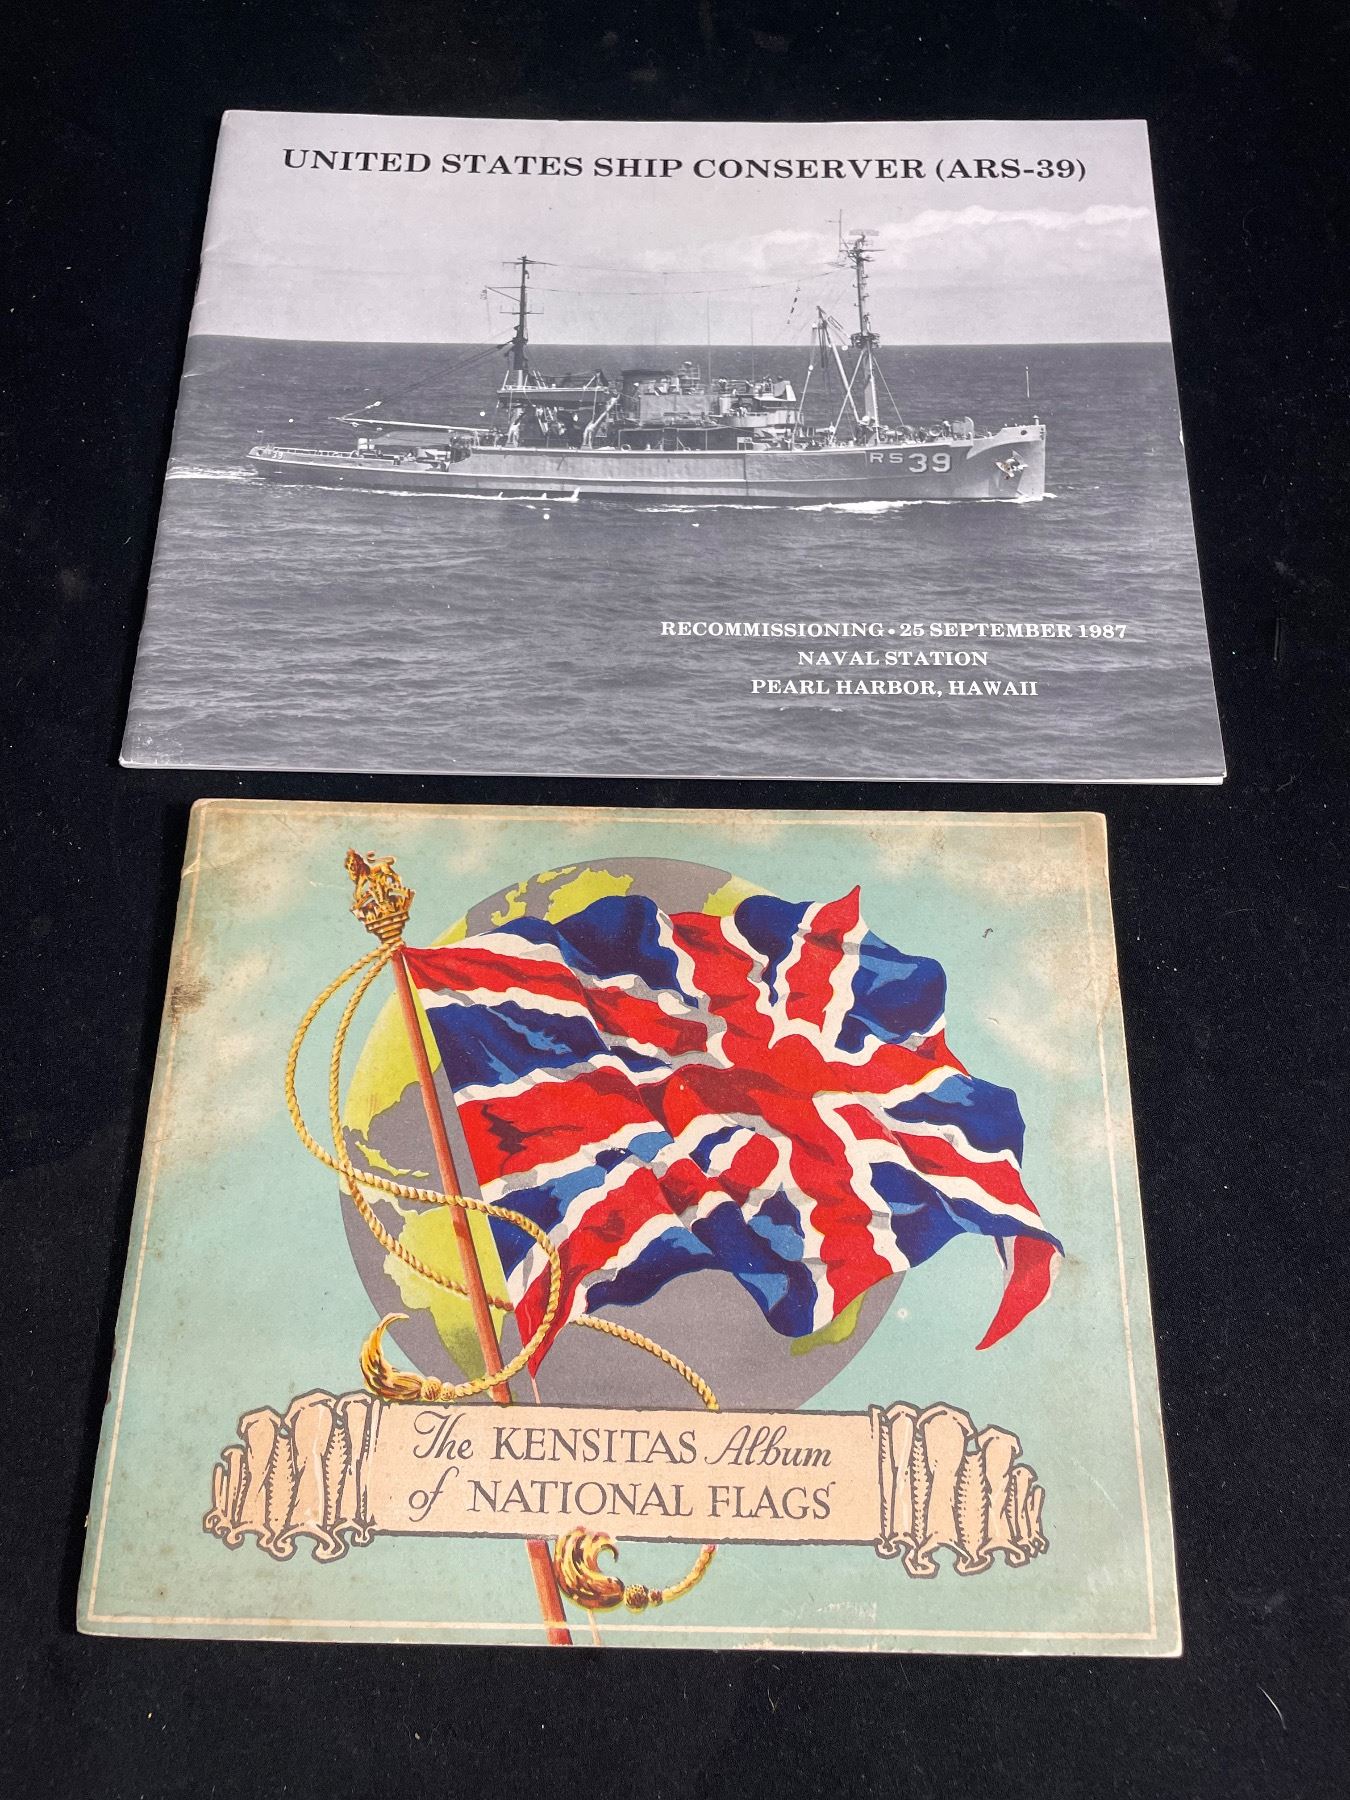 UNITED STATES SHIP CONSERVER (ARS-39)
39
RS 39
RECOMMISSIONING • 25 SEPTEMBER 1987
NAVAL STATION
PEARL HARBOR, HAWAII
The KENSITAS Album
of NATIONAL FLAGS